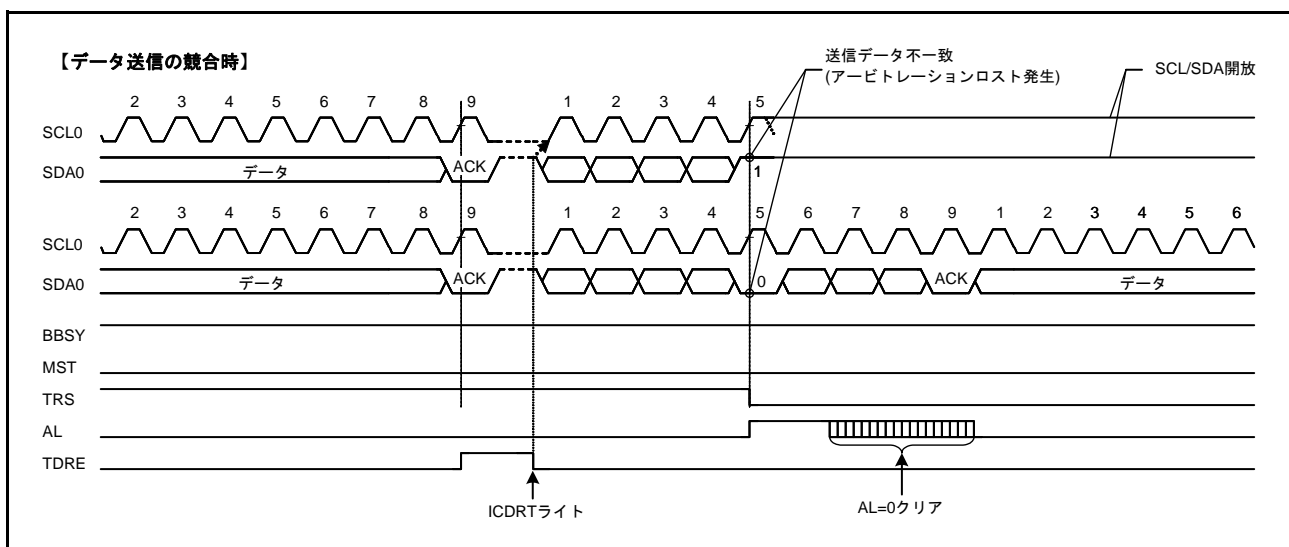 【データ送信の競合時】
送信データ不一致
(アービトレーションロスト発生)
SCL/SDA開放
2 3 4 5 6 7 8 9 1 2 3 4 5
SCL0
SDA0 データ ACK 1
2 3 4 5 6 7 8 9 1 2 3 4 5 6 7 8 9 1 2 3 4 5 6
SCL0
SDA0 データ ACK 0 ACK データ
BBSY
MST
TRS
AL
TDRE
ICDRTライト
AL=0クリア